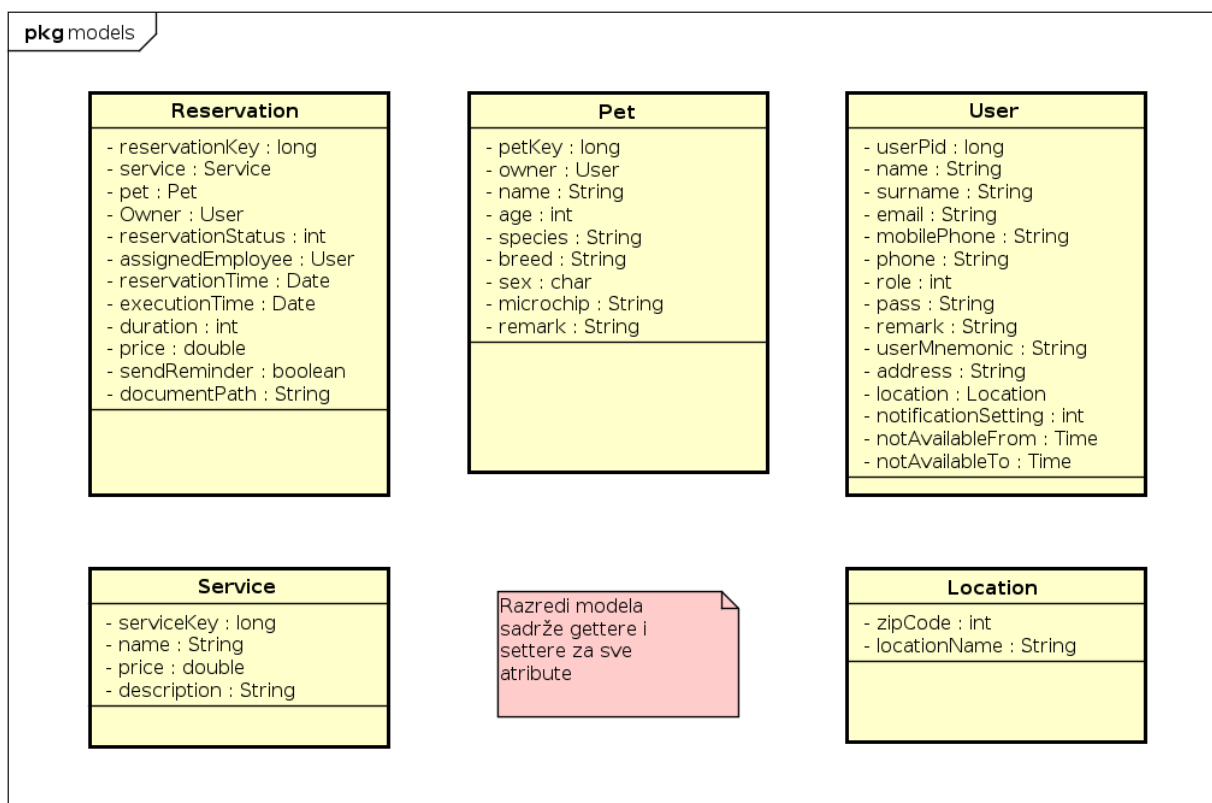 pkg models
Reservation
- reservationKey : long
- service : Service
- pet : Pet
- Owner : User
- reservationStatus : int
- assignedEmployee : User
- reservationTime : Date
- executionTime : Date
- duration : int
- price : double
- sendReminder : boolean
- documentPath : String
Pet
- petKey : long
- owner : User
- name : String
- age : int
- species : String
- breed : String
- sex : char
- microchip : String
- remark : String
User
- userPid : long
- name : String
- surname : String
- email : String
- mobilePhone : String
- phone : String
- role : int
- pass : String
- remark : String
- userMnemonic : String
- address : String
- location : Location
- notificationSetting : int
- notAvailableFrom : Time
- notAvailableTo : Time
Service
- serviceKey : long
- name : String
- price : double
- description : String
Razredi modela
sadrže gettere i
settere za sve
atribute
Location
- zipCode : int
- locationName : String